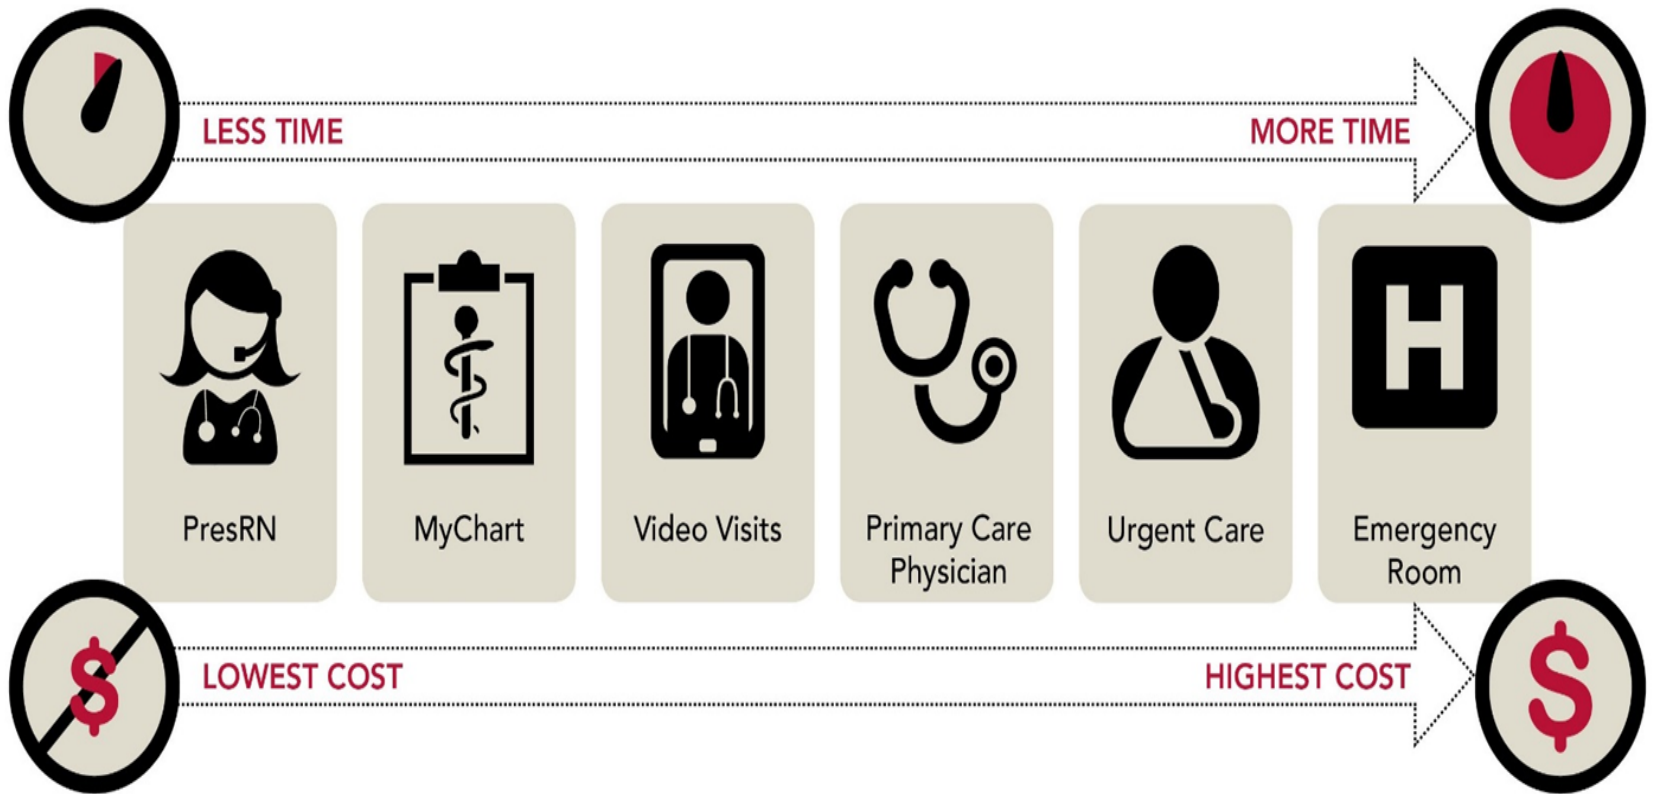 LESS TIME
MORE TIME
H
PresRN
MyChart
Video Visits
Primary Care
Physician
Urgent Care
Emergency
Room
$
LOWEST COST
HIGHEST COST
$